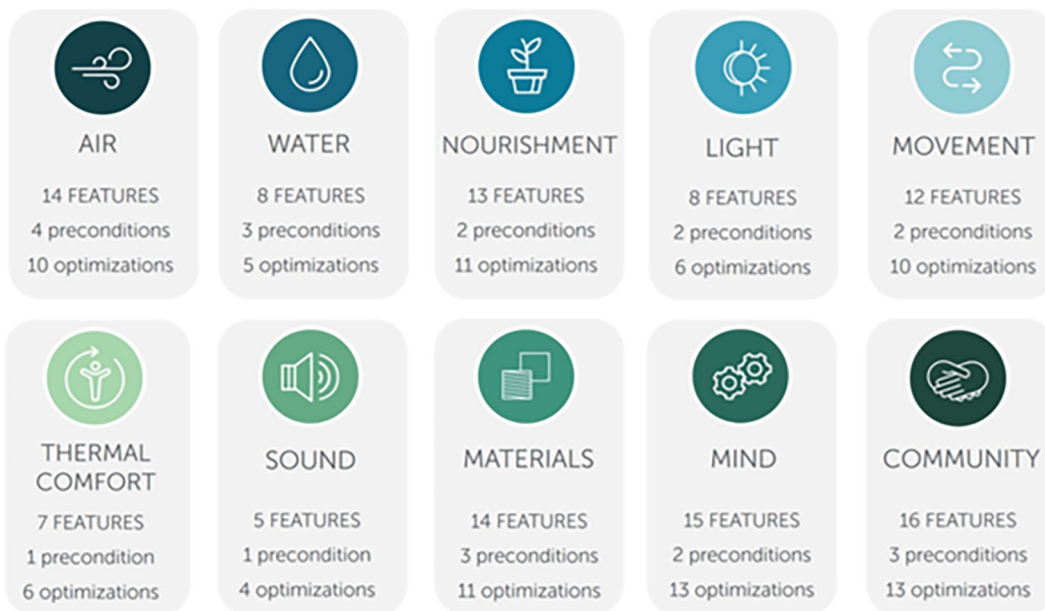 AIR
14 FEATURES
4 preconditions
10 optimizations
WATER
8 FEATURES
3 preconditions
5 optimizations
NOURISHMENT
13 FEATURES
2 preconditions
11 optimizations
LIGHT
8 FEATURES
2 preconditions
6 optimizations
MOVEMENT
12 FEATURES
2 preconditions
10 optimizations
THERMAL
COMFORT
7 FEATURES
1 precondition
6 optimizations
SOUND
5 FEATURES
1 precondition
4 optimizations
MATERIALS
14 FEATURES
3 preconditions
11 optimizations
MIND
15 FEATURES
2 preconditions
13 optimizations
COMMUNITY
16 FEATURES
3 preconditions
13 optimizations